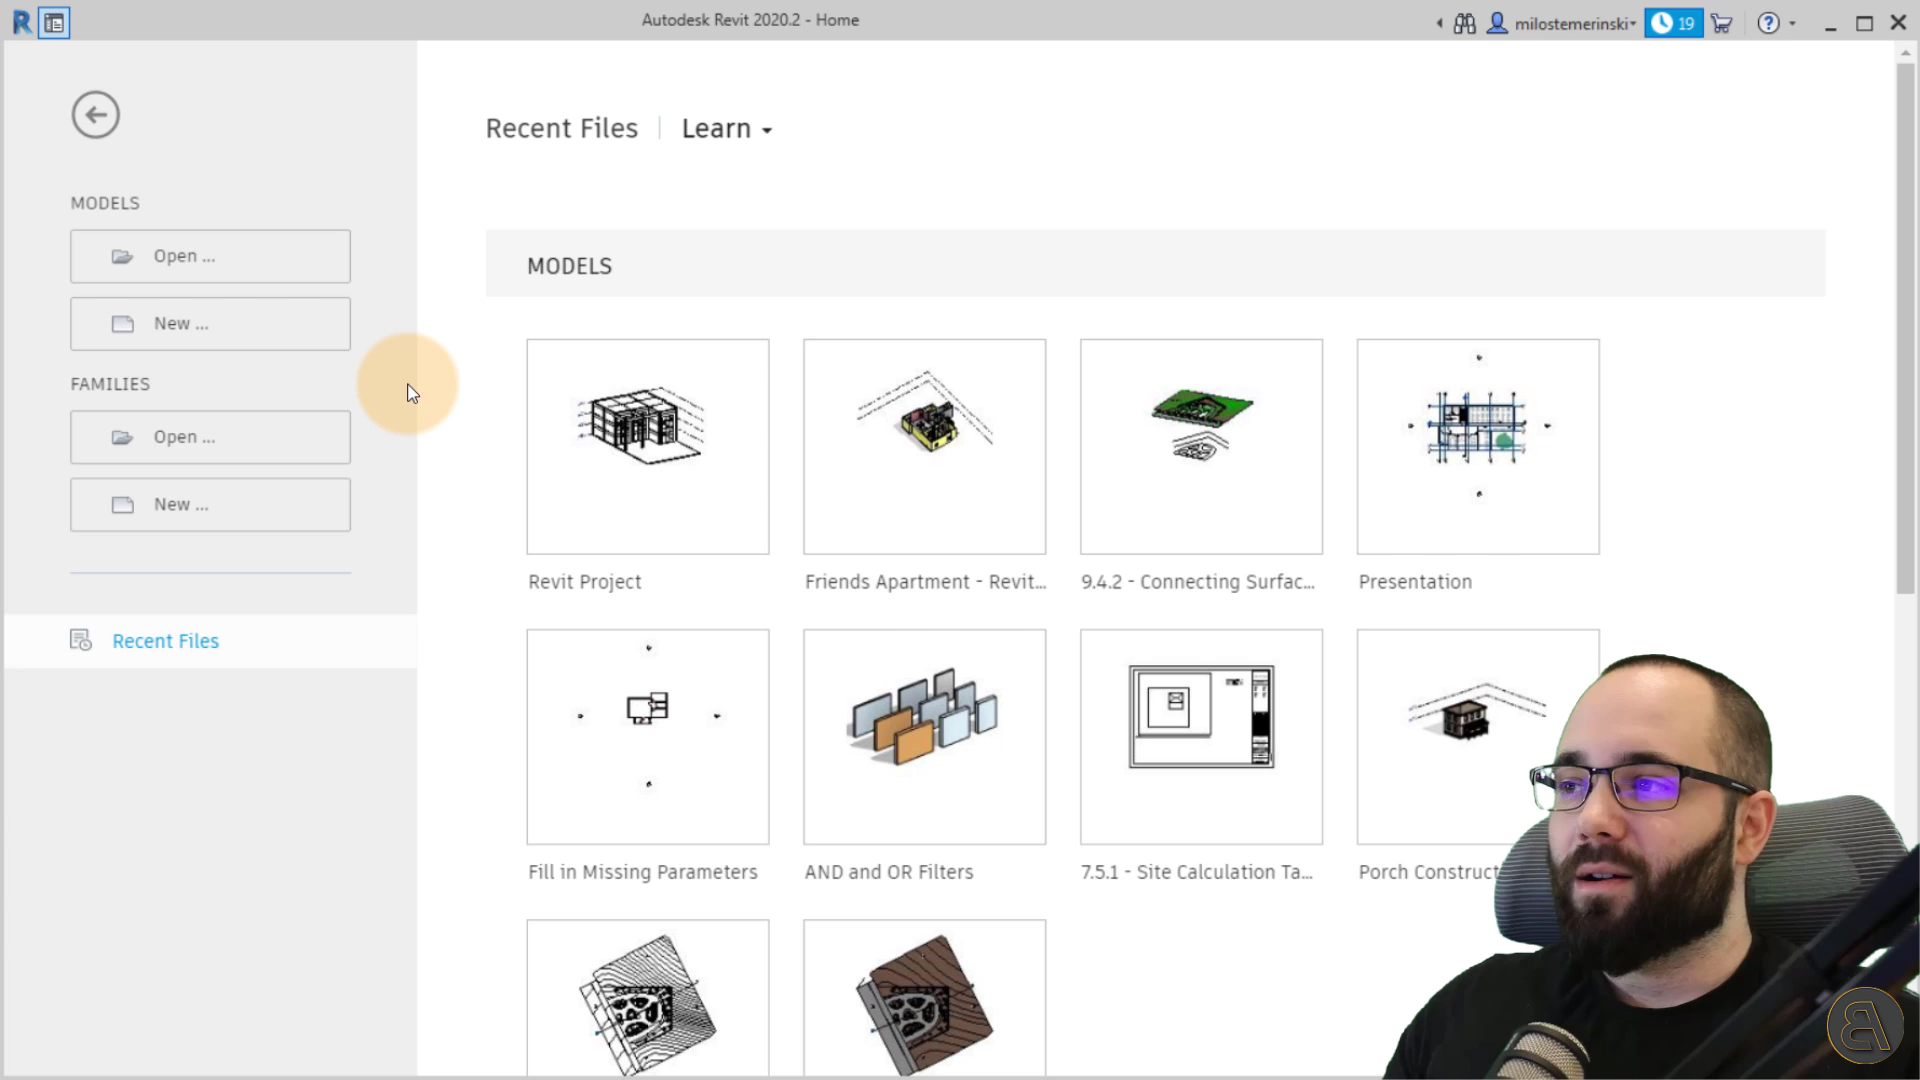 Autodesk Revit 2020.2 - Home
milostemerinski
19
Recent Files
Learn
MODELS
Open ...
New ...
FAMILIES
Open ...
New ...
Recent Files
MODELS
Revit Project
Friends Apartment - Revit...
9.4.2 - Connecting Surfac...
Presentation
Fill in Missing Parameters
AND and OR Filters
7.5.1 - Site Calculation Ta...
Porch Construct